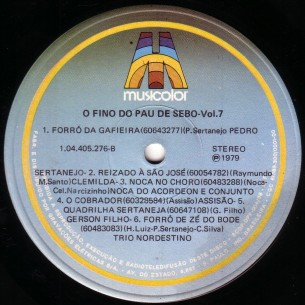 musicolor
O FINO DO PAU DE SEBO-Vol.7
1. FORRÓ DA GAFIEIRA(60643277)(P.Sertanejo PEDRO
1.04.405.276-B
STEREO
℗1979
SERTANEJO- 2. REIZADO À SÃO JOSÉ(60054782)(Raymundo
M.Santo)CLEMILDA-3. NOCA NO CHORO(60483288)(Noca-
Cel.Narcizinho)NOCA DO ACORDEON E CONJUNTO
4. O COBRADOR(60328584)(Assisão)ASSISÃO- 5.
QUADRILHA SERTANEJA(60647108)(G. Filho)
GERSON FILHO- 6. FORRÓ DE ZÉ DO BODE
(60483083)(H.Luiz-P.Sertanejo-C.Silva)
TRIO NORDESTINO